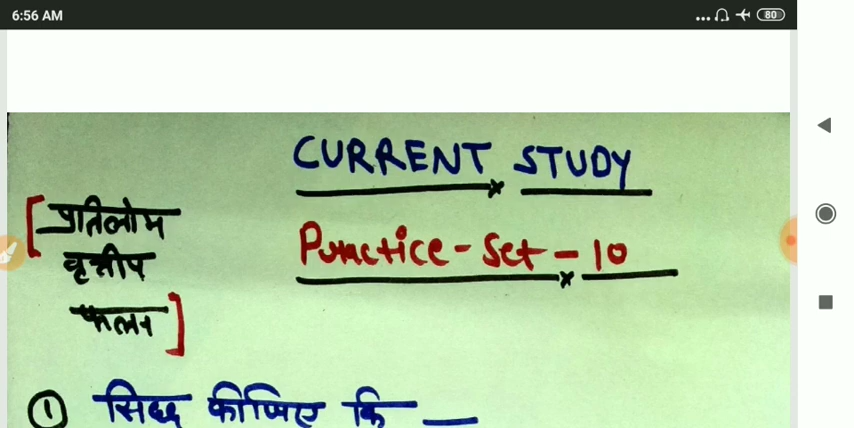 6:56 AM
80
CURRENT STUDY
Practice - Set - 10
[प्रतिलोम
वृत्तीय
फलन]
① सिद्ध कीजिए कि —